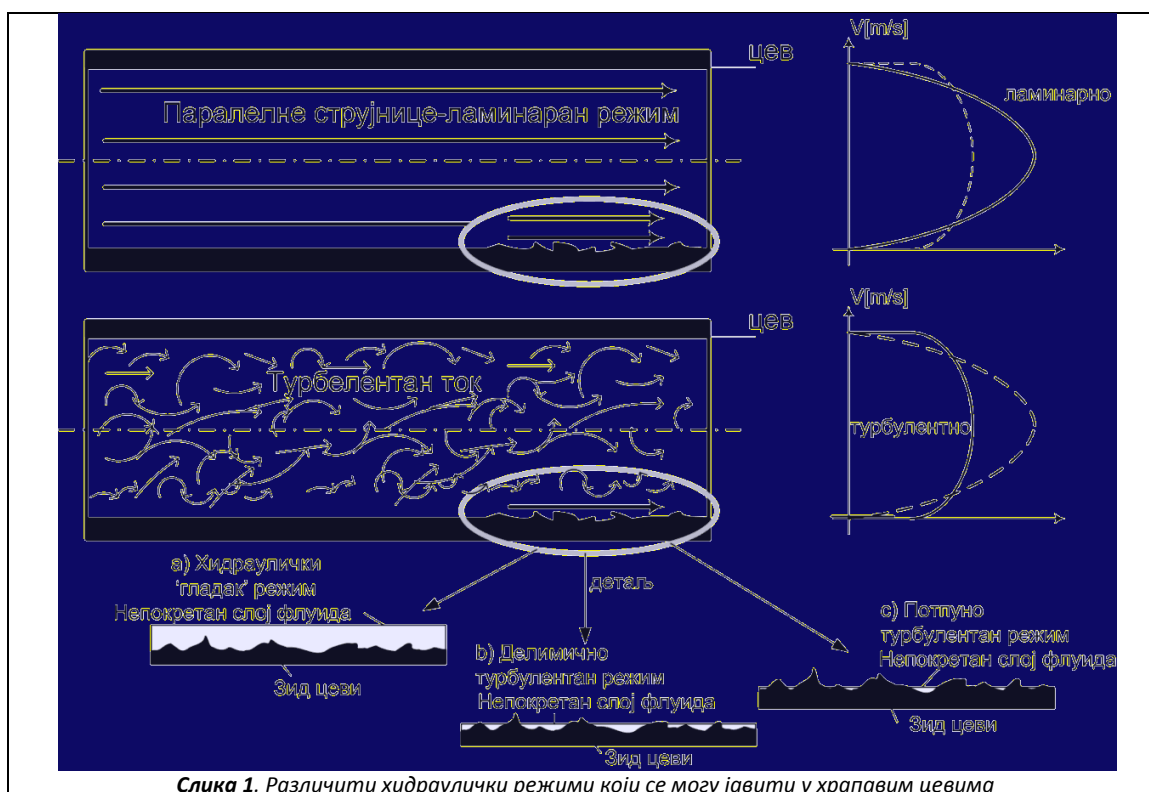 V[m/s]
цев
ламинарно
Паралелне струјнице-ламинаран режим
V[m/s]
цев
Турбелентан ток
турбулентно
а) Хидраулички
'гладак' режим
Непокретан слој флуида
Зид цеви
детаљ
b) Делимично
турбулентан режим
Непокретан слој флуида
Зид цеви
c) Потпуно
турбулентан режим
Непокретан слој флуида
Зид цеви
Слика 1. Различити хидраулички режими који се могу јавити у храпавим цевима